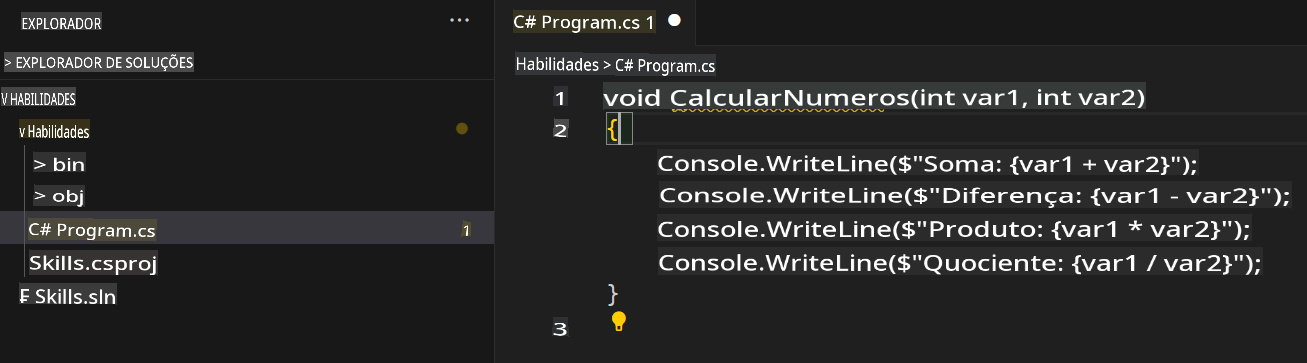 EXPLORADOR
> EXPLORADOR DE SOLUÇÕES
V HABILIDADES
v Habilidades
> bin
> obj
C# Program.cs 1
Skills.csproj
Skills.sln
C# Program.cs 1
Habilidades > C# Program.cs
1 void CalcularNumeros(int var1, int var2)
2 {
Console.WriteLine($"Soma: {var1 + var2}");
Console.WriteLine($"Diferença: {var1 - var2}");
Console.WriteLine($"Produto: {var1 * var2}");
Console.WriteLine($"Quociente: {var1 / var2}");
}
3